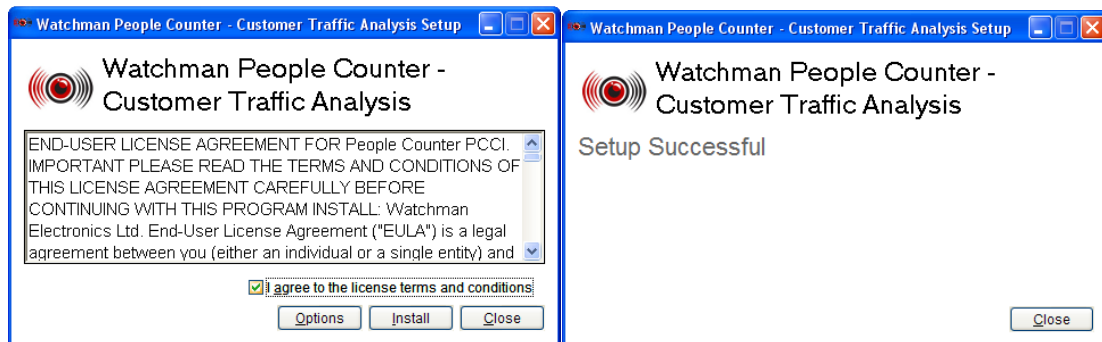 Watchman People Counter - Customer Traffic Analysis Setup
Watchman People Counter -
Customer Traffic Analysis
END-USER LICENSE AGREEMENT FOR People Counter PCCI.
IMPORTANT PLEASE READ THE TERMS AND CONDITIONS OF
THIS LICENSE AGREEMENT CAREFULLY BEFORE
CONTINUING WITH THIS PROGRAM INSTALL: Watchman
Electronics Ltd. End-User License Agreement ("EULA") is a legal
agreement between you (either an individual or a single entity) and
I agree to the license terms and conditions
Options Install Close
Watchman People Counter - Customer Traffic Analysis Setup
Watchman People Counter -
Customer Traffic Analysis
Setup Successful
Close